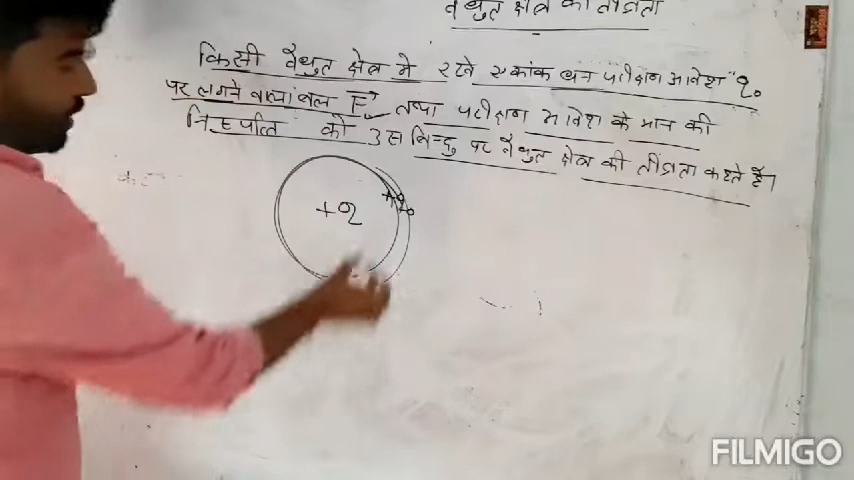 वैधुत क्षेत्र की तीव्रता
किसी वैधुत क्षेत्र में रखे एकांक धन परीक्षण आवेश "q₀
पर लगने वाला बल F तथा परीक्षण आवेश के मान की
निष्पत्ति को उस बिन्दु पर वैधुत क्षेत्र की तीव्रता कहते हैं।
+q
+q₀
FILMIGO